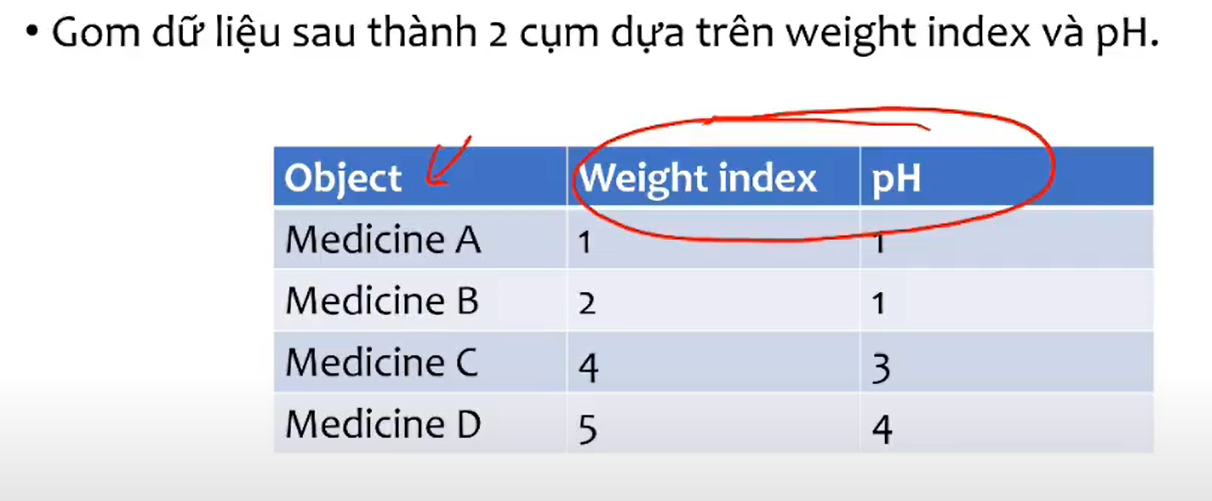 • Gom dữ liệu sau thành 2 cụm dựa trên weight index và pH.
Object Weight index pH
Medicine A 1 1
Medicine B 2 1
Medicine C 4 3
Medicine D 5 4